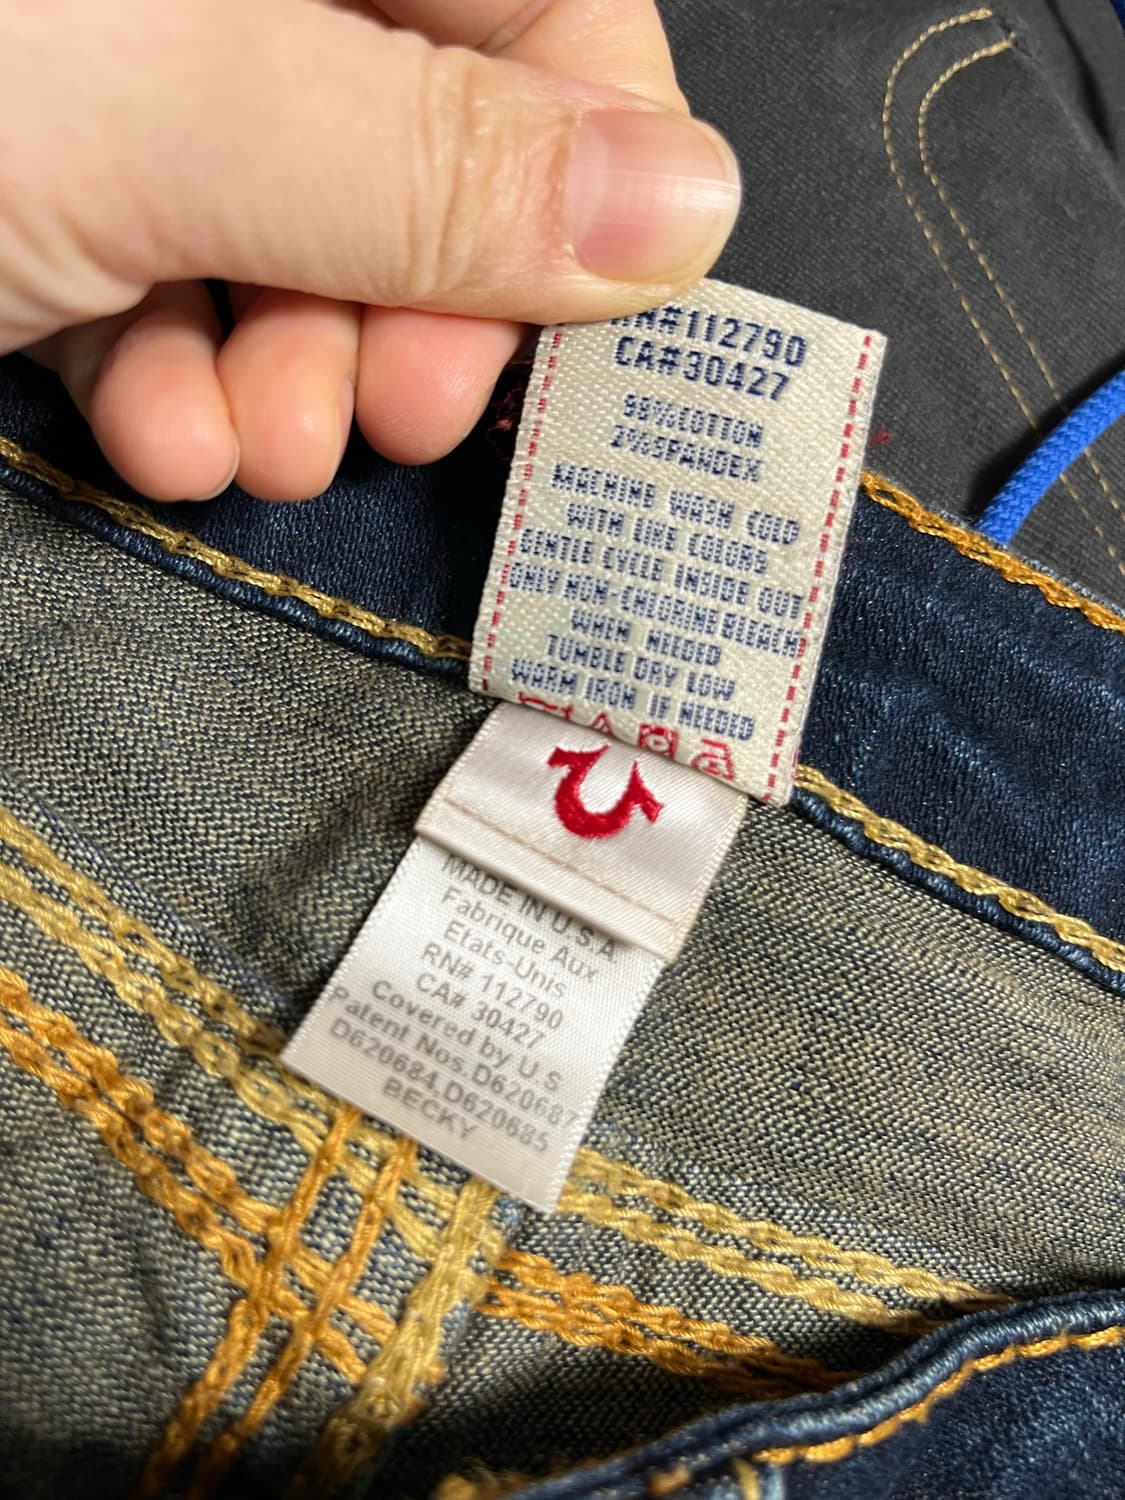 RN#112790
CA#30427
98%COTTON
2%SPANDEX
MACHINE WASH COLD
WITH LIKE COLORS
GENTLE CYCLE INSIDE OUT
ONLY NON-CHLORINE BLEACH
WHEN NEEDED
TUMBLE DRY LOW
WARM IRON IF NEEDED
MADE IN U.S.A
Fabrique Aux
Etats-Unis
RN# 112790
CA# 30427
Covered by U.S.
Patent Nos.D620687
D620684,D620685
BECKY